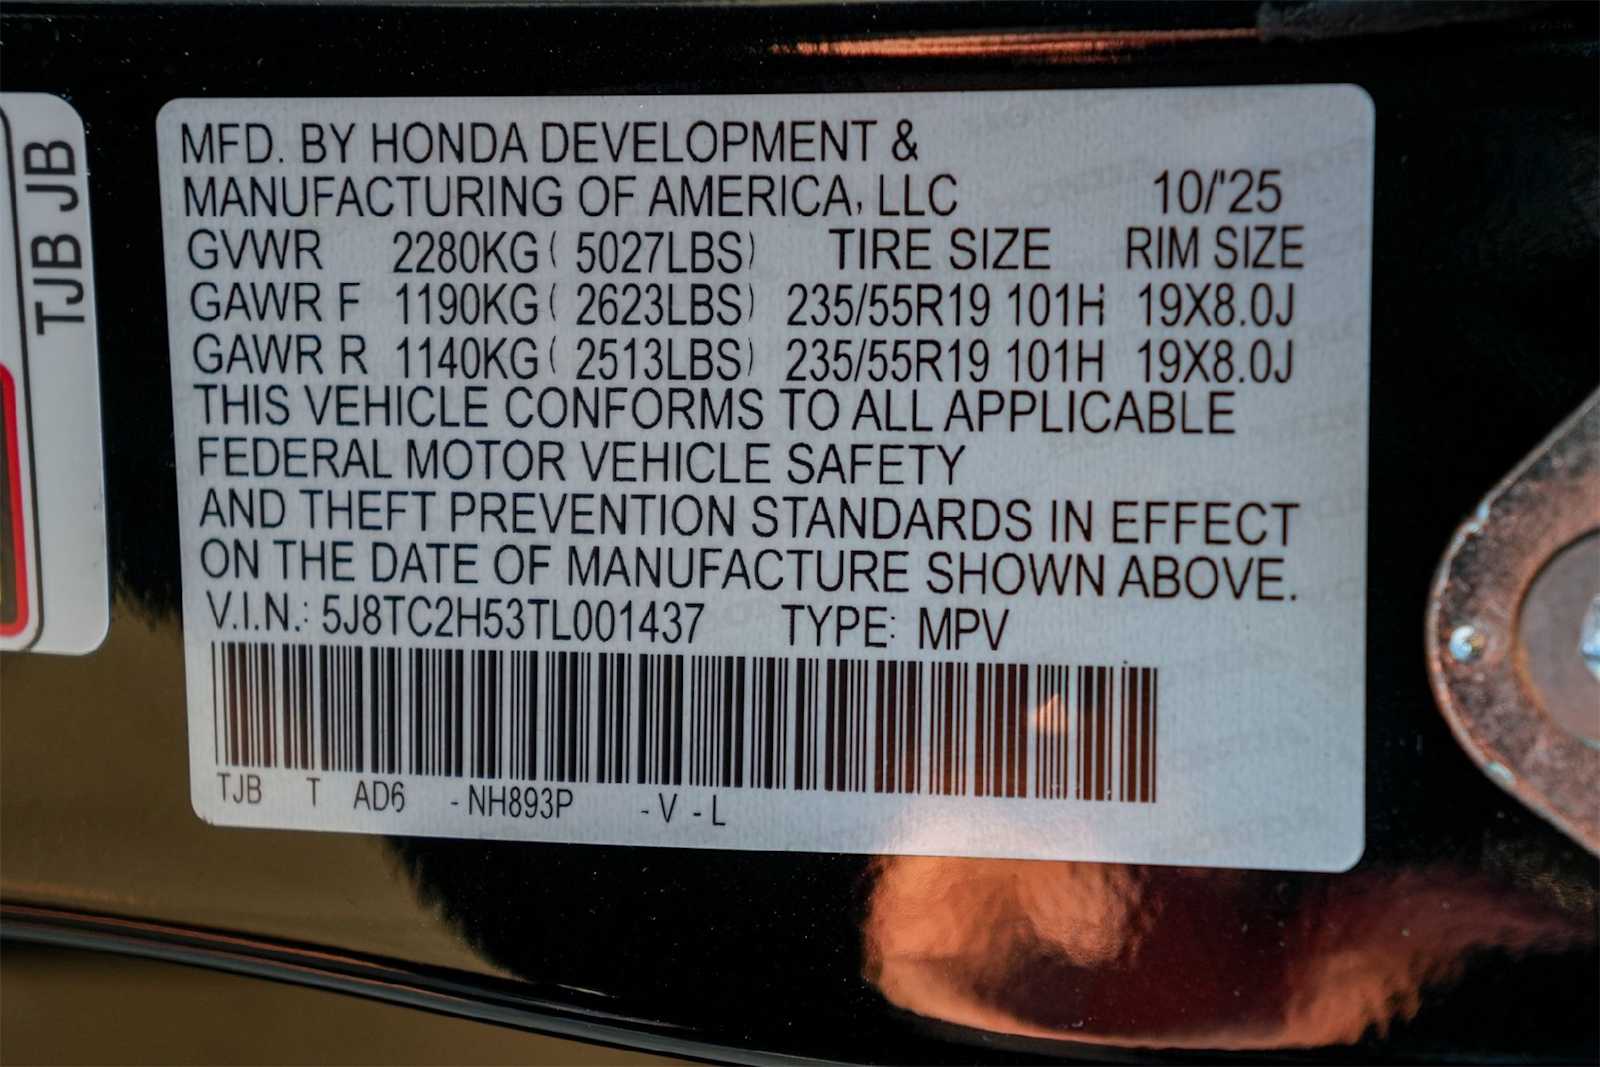 TJB JB
MFD. BY HONDA DEVELOPMENT &
MANUFACTURING OF AMERICA, LLC 10/'25
GVWR 2280KG ( 5027LBS) TIRE SIZE RIM SIZE
GAWR F 1190KG ( 2623LBS) 235/55R19 101H 19X8.0J
GAWR R 1140KG ( 2513LBS) 235/55R19 101H 19X8.0J
THIS VEHICLE CONFORMS TO ALL APPLICABLE
FEDERAL MOTOR VEHICLE SAFETY
AND THEFT PREVENTION STANDARDS IN EFFECT
ON THE DATE OF MANUFACTURE SHOWN ABOVE.
V.I.N.: 5J8TC2H53TL001437 TYPE: MPV
TJB T AD6 - NH893P - V - L